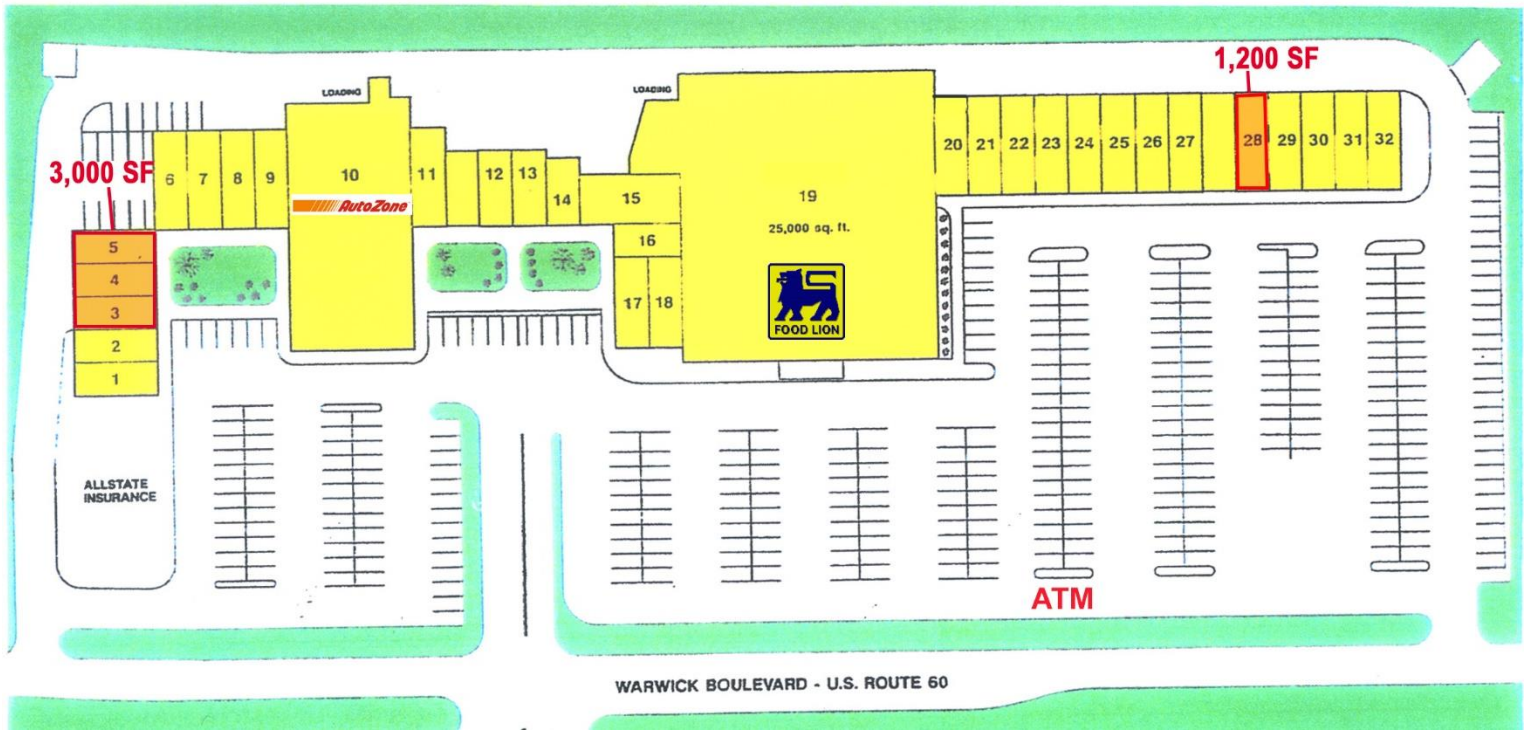 1,200 SF
LOADING
LOADING
3,000 SF
6
7
8
9
10
AutoZone
11
12
13
14
15
16
17
18
19
25,000 sq. ft.
FOOD LION
20
21
22
23
24
25
26
27
28
29
30
31
32
5
4
3
2
1
ALLSTATE
INSURANCE
ATM
WARWICK BOULEVARD - U.S. ROUTE 60